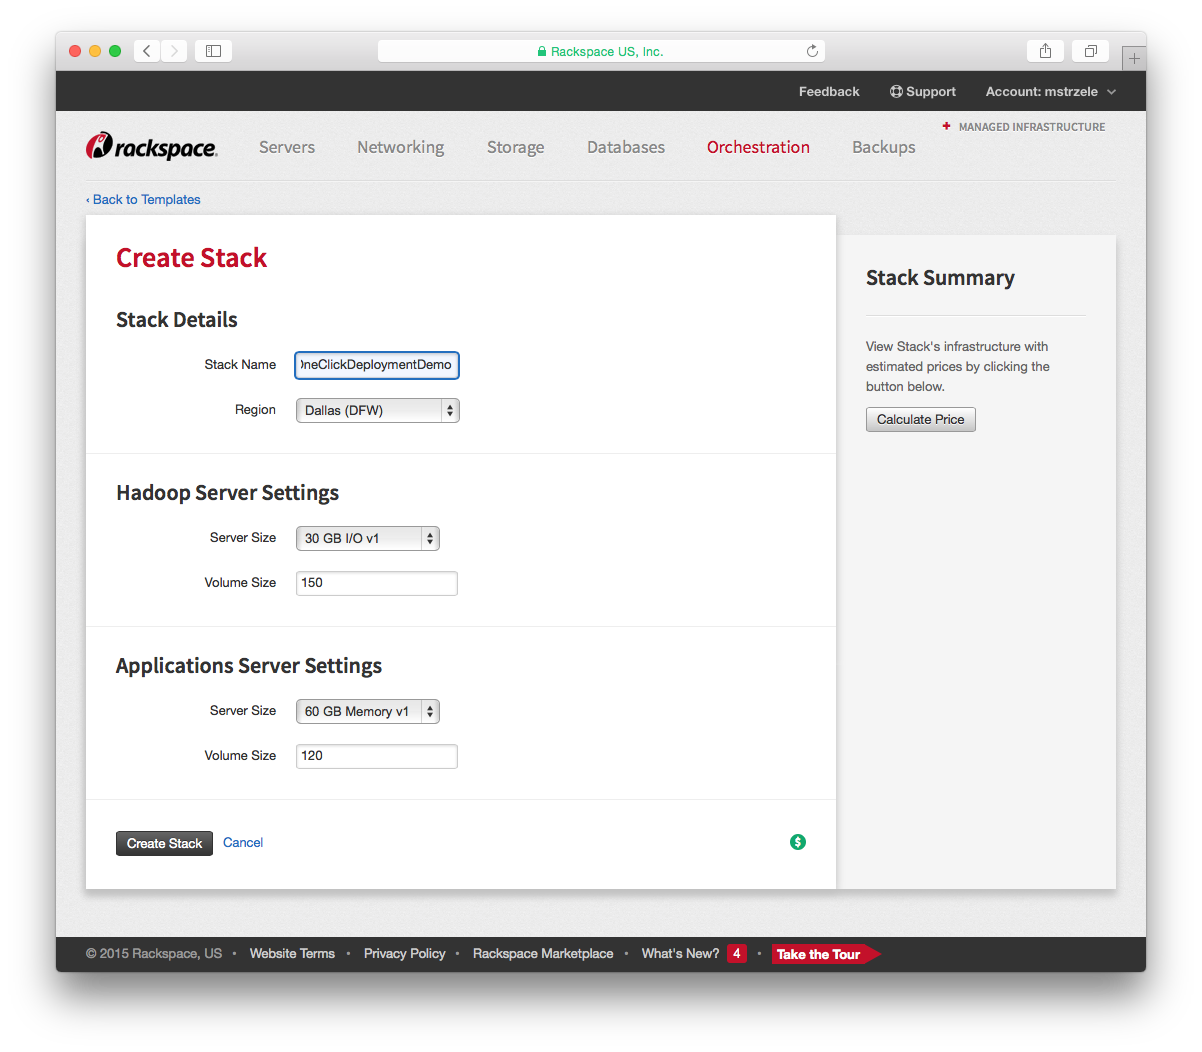 Rackspace US, Inc.
Feedback Support Account: mstrzele
MANAGED INFRASTRUCTURE
rackspace. Servers Networking Storage Databases Orchestration Backups
‹ Back to Templates
Create Stack
Stack Details
Stack Name neClickDeploymentDemo
Region Dallas (DFW)
Hadoop Server Settings
Server Size 30 GB I/O v1
Volume Size 150
Applications Server Settings
Server Size 60 GB Memory v1
Volume Size 120
Create Stack Cancel $
Stack Summary
View Stack's infrastructure with
estimated prices by clicking the
button below.
Calculate Price
© 2015 Rackspace, US • Website Terms • Privacy Policy • Rackspace Marketplace • What's New? 4 • Take the Tour